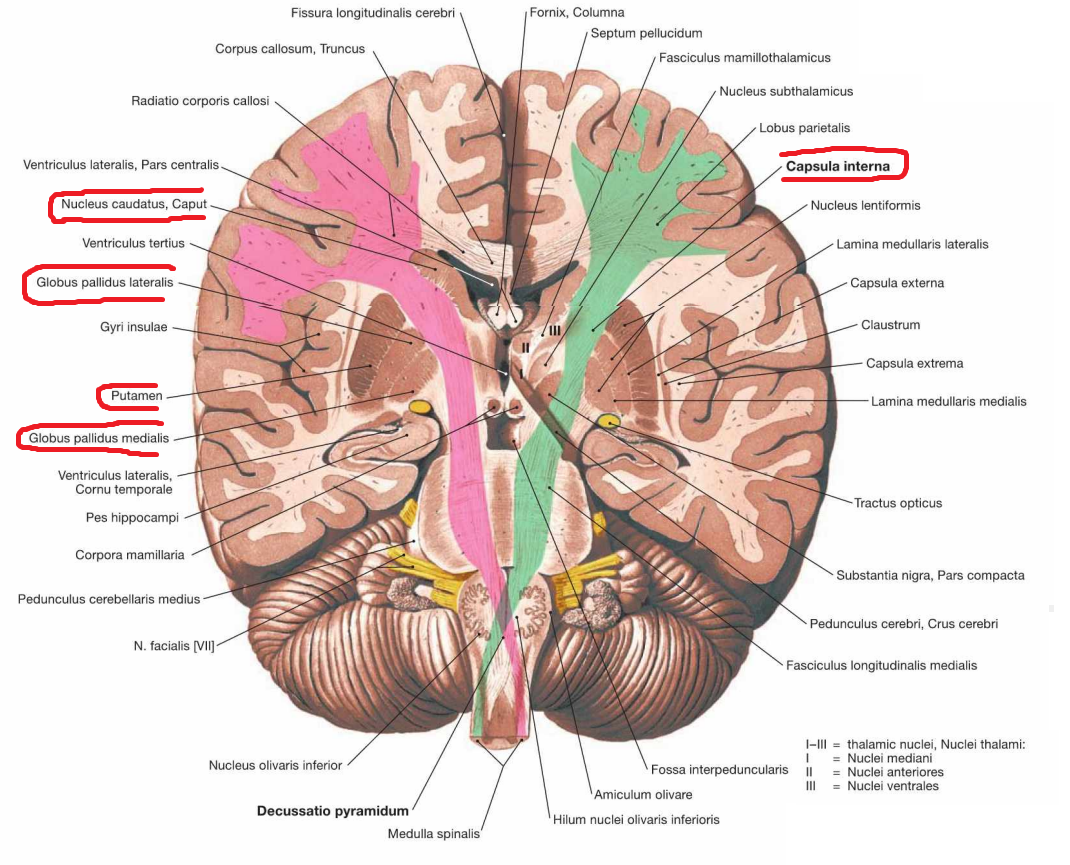 Fissura longitudinalis cerebri
Corpus callosum, Truncus
Radiatio corporis callosi
Ventriculus lateralis, Pars centralis
Nucleus caudatus, Caput
Ventriculus tertius
Globus pallidus lateralis
Gyri insulae
Putamen
Globus pallidus medialis
Ventriculus lateralis,
Cornu temporale
Pes hippocampi
Corpora mamillaria
Pedunculus cerebellaris medius
N. facialis [VII]
Nucleus olivaris inferior
Decussatio pyramidum
Medulla spinalis
Fornix, Columna
Septum pellucidum
Fasciculus mamillothalamicus
Nucleus subthalamicus
Lobus parietalis
Capsula interna
Nucleus lentiformis
Lamina medullaris lateralis
Capsula externa
Claustrum
Capsula extrema
Lamina medullaris medialis
Tractus opticus
Substantia nigra, Pars compacta
Pedunculus cerebri, Crus cerebri
Fasciculus longitudinalis medialis
Fossa interpeduncularis
Amiculum olivare
Hilum nuclei olivaris inferioris
III
II
I
I–III = thalamic nuclei, Nuclei thalami:
I = Nuclei mediani
II = Nuclei anteriores
III = Nuclei ventrales